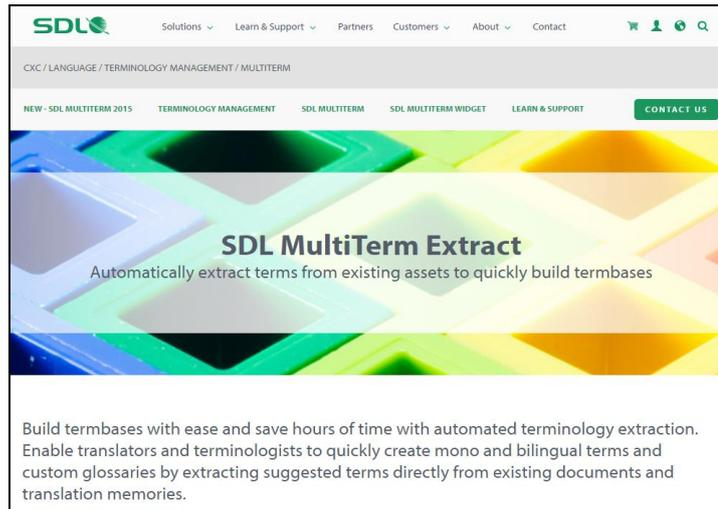 SDL
Solutions Learn & Support Partners Customers About Contact
CXC / LANGUAGE / TERMINOLOGY MANAGEMENT / MULTITERM
NEW - SDL MULTITERM 2015 TERMINOLOGY MANAGEMENT SDL MULTITERM SDL MULTITERM WIDGET LEARN & SUPPORT CONTACT US
SDL MultiTerm Extract
Automatically extract terms from existing assets to quickly build termbases
Build termbases with ease and save hours of time with automated terminology extraction.
Enable translators and terminologists to quickly create mono and bilingual terms and
custom glossaries by extracting suggested terms directly from existing documents and
translation memories.